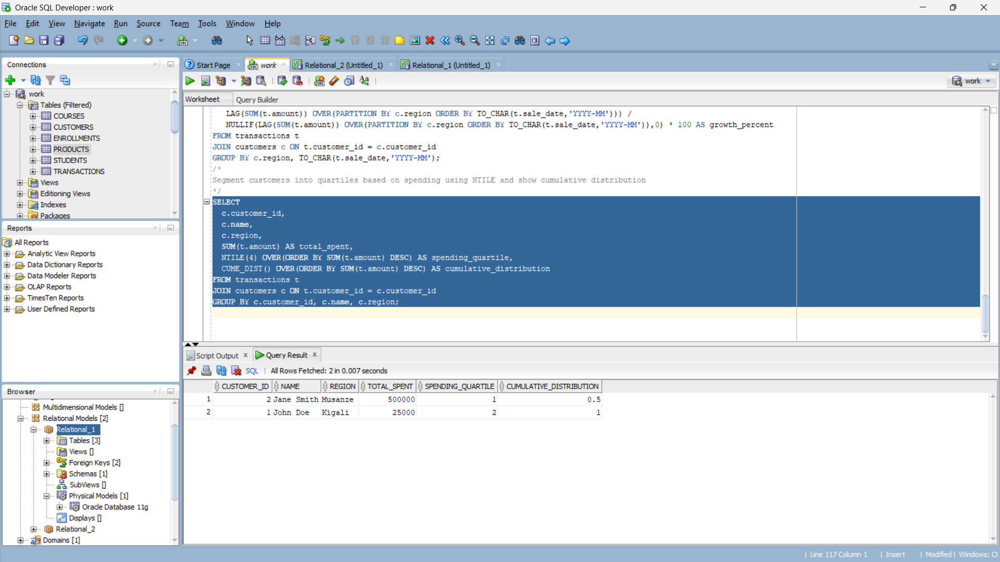 Oracle SQL Developer : work
File Edit View Navigate Run Source Team Tools Window Help
Connections
work
Tables (Filtered)
COURSES
CUSTOMERS
ENROLLMENTS
PRODUCTS
STUDENTS
TRANSACTIONS
Views
Editioning Views
Indexes
Packages
Reports
All Reports
Analytic View Reports
Data Dictionary Reports
Data Modeler Reports
OLAP Reports
TimesTen Reports
User Defined Reports
Browser
Multidimensional Models []
Relational Models [2]
Relational_1
Tables [3]
Views []
Foreign Keys [2]
Schemas [1]
SubViews []
Physical Models [1]
Oracle Database 11g
Displays []
Relational_2
Domains [1]
Start Page work Relational_2 (Untitled_1) Relational_1 (Untitled_1)
work
Worksheet Query Builder
LAG(SUM(t.amount)) OVER(PARTITION BY c.region ORDER BY TO_CHAR(t.sale_date,'YYYY-MM'))) /
NULLIF(LAG(SUM(t.amount)) OVER(PARTITION BY c.region ORDER BY TO_CHAR(t.sale_date,'YYYY-MM')),0) * 100 AS growth_percent
FROM transactions t
JOIN customers c ON t.customer_id = c.customer_id
GROUP BY c.region, TO_CHAR(t.sale_date,'YYYY-MM');
/*
Segment customers into quartiles based on spending using NTILE and show cumulative distribution
*/
SELECT
c.customer_id,
c.name,
c.region,
SUM(t.amount) AS total_spent,
NTILE(4) OVER(ORDER BY SUM(t.amount) DESC) AS spending_quartile,
CUME_DIST() OVER(ORDER BY SUM(t.amount) DESC) AS cumulative_distribution
FROM transactions t
JOIN customers c ON t.customer_id = c.customer_id
GROUP BY c.customer_id, c.name, c.region;
Script Output Query Result
SQL All Rows Fetched: 2 in 0.007 seconds
CUSTOMER_ID NAME REGION TOTAL_SPENT SPENDING_QUARTILE CUMULATIVE_DISTRIBUTION
1 2 Jane Smith Musanze 500000 1 0.5
2 1 John Doe Kigali 25000 2 1
Line 117 Column 1 Insert Modified Windows: